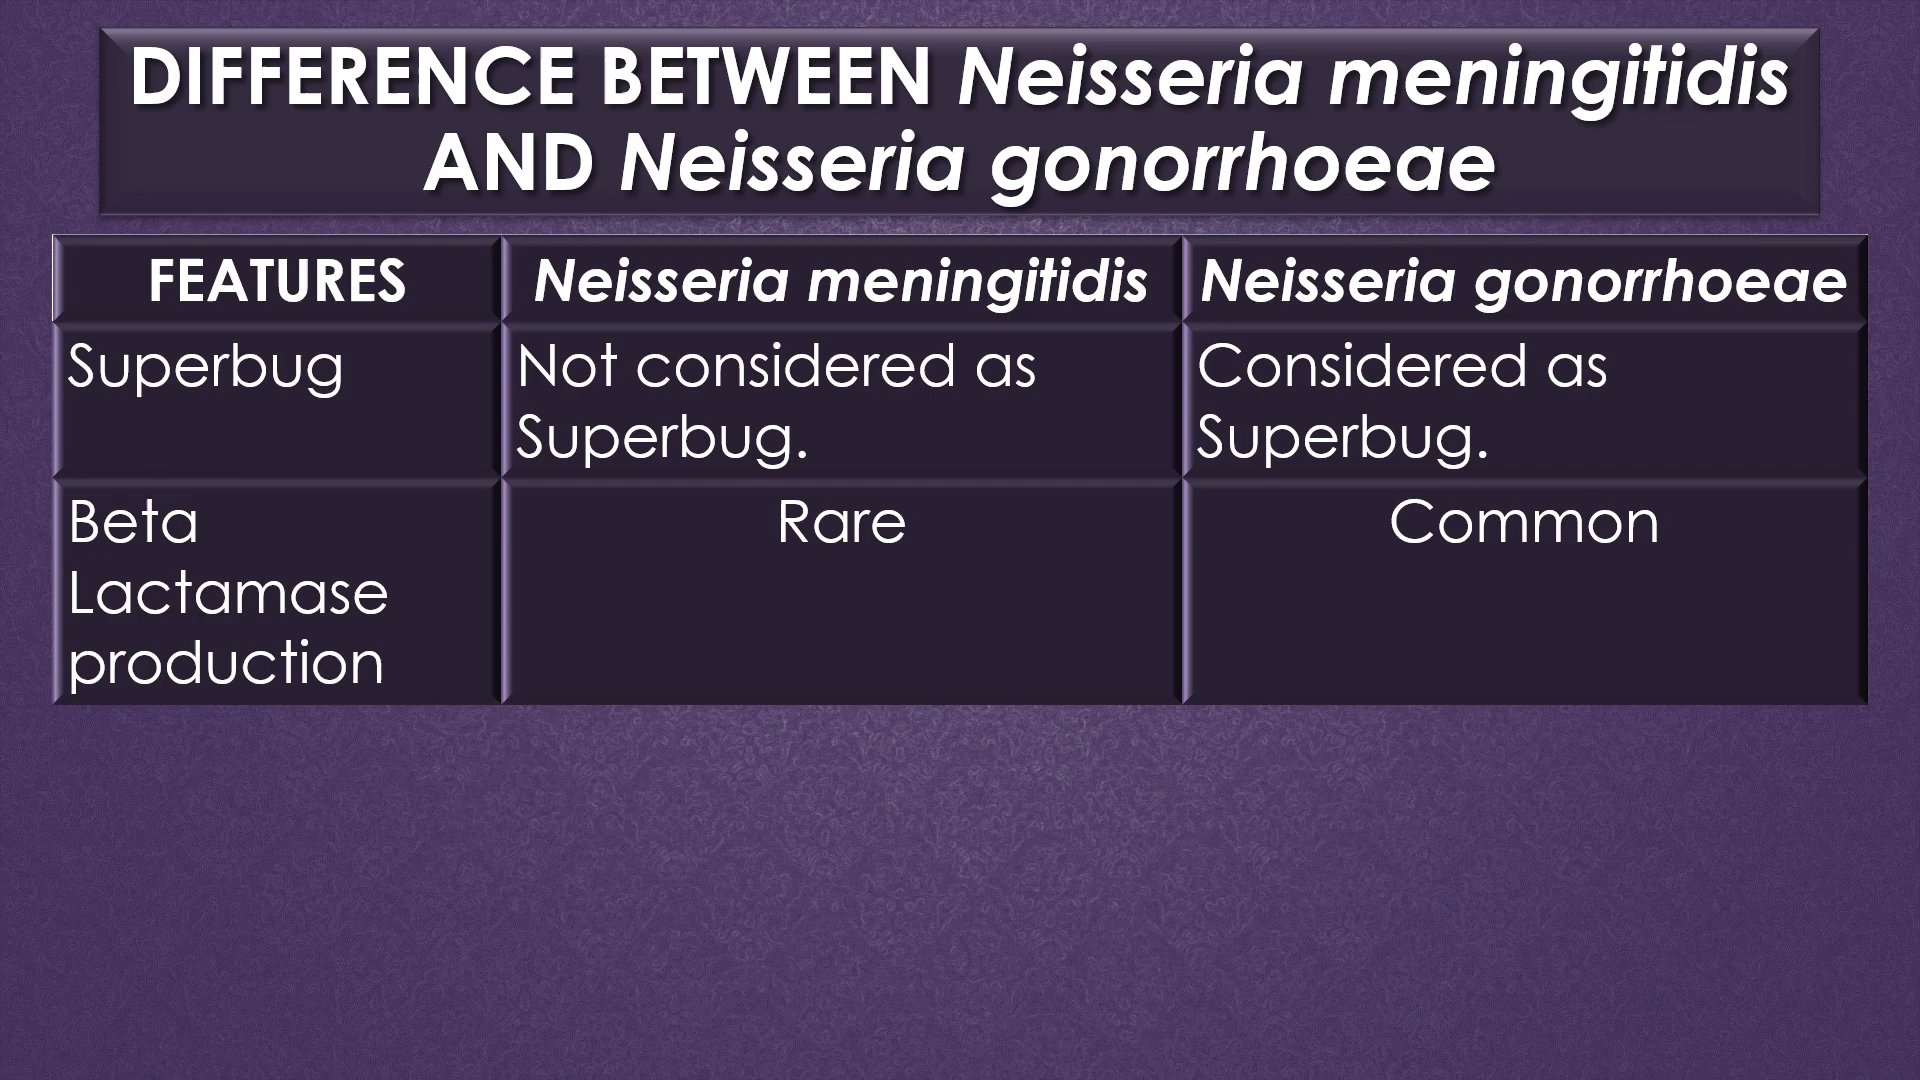 DIFFERENCE BETWEEN Neisseria meningitidis
AND Neisseria gonorrhoeae
FEATURES
Neisseria meningitidis
Neisseria gonorrhoeae
Superbug
Not considered as
Superbug.
Considered as
Superbug.
Beta
Lactamase
production
Rare
Common